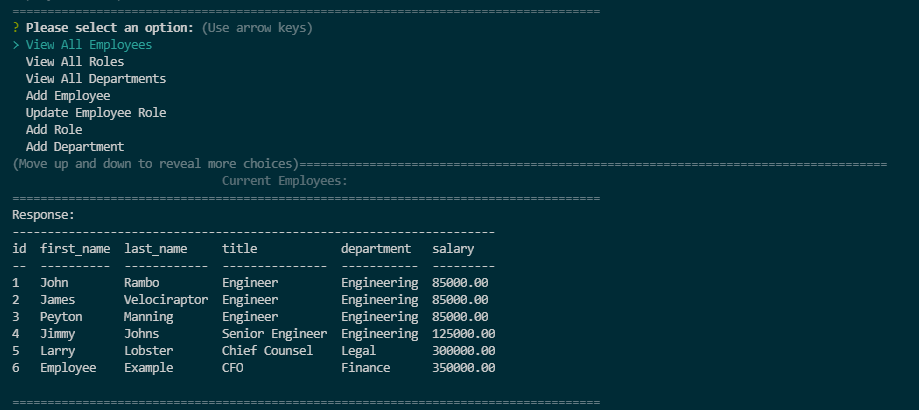 ====================================================================================
? Please select an option: (Use arrow keys)
> View All Employees
View All Roles
View All Departments
Add Employee
Update Employee Role
Add Role
Add Department
(Move up and down to reveal more choices)====================================================================================
Current Employees:
====================================================================================
Response:
---------------------------------------------------------------------
id  first_name  last_name     title            department   salary
--  ----------  ------------  ---------------  -----------  ---------
1   John        Rambo         Engineer         Engineering  85000.00
2   James       Velociraptor  Engineer         Engineering  85000.00
3   Peyton      Manning       Engineer         Engineering  85000.00
4   Jimmy       Johns         Senior Engineer  Engineering  125000.00
5   Larry       Lobster       Chief Counsel    Legal        300000.00
6   Employee    Example       CFO              Finance      350000.00
====================================================================================